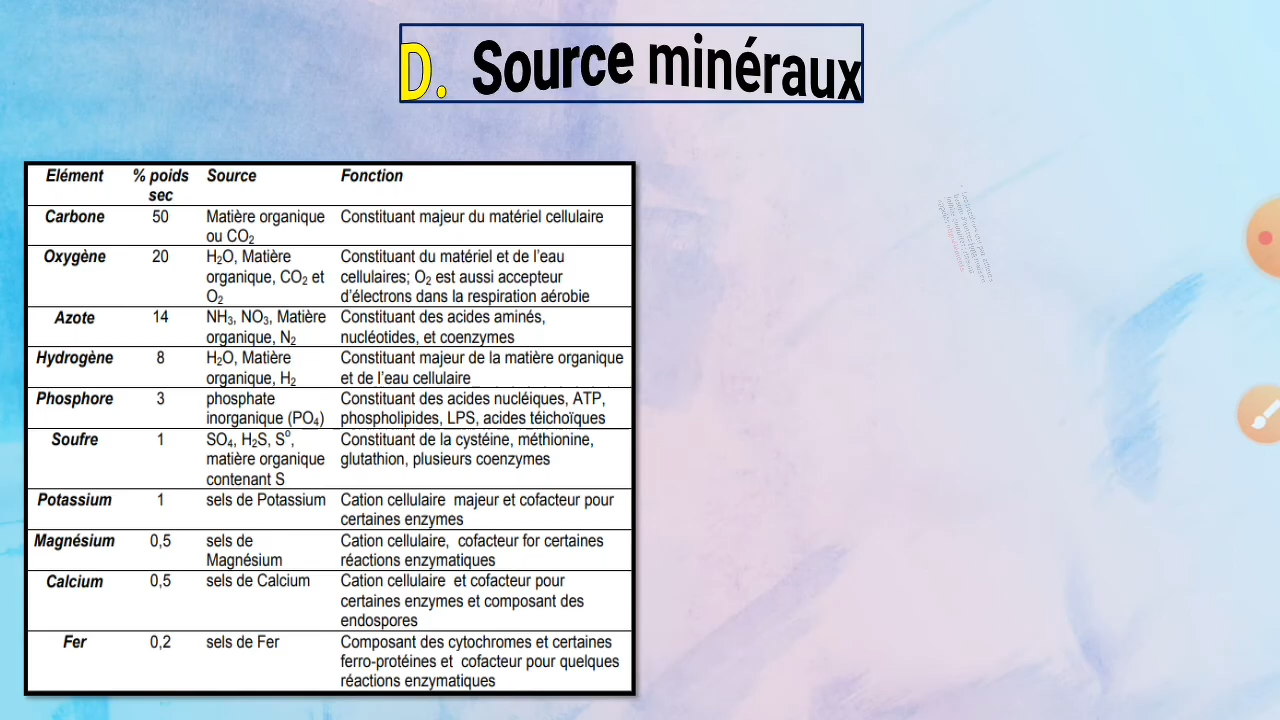 D. Source minéraux
Elément % poids sec Source Fonction
Carbone 50 Matière organique ou CO₂ Constituant majeur du matériel cellulaire
Oxygène 20 H₂O, Matière organique, CO₂ et O₂ Constituant du matériel et de l'eau cellulaires; O₂ est aussi accepteur d'électrons dans la respiration aérobie
Azote 14 NH₃, NO₃, Matière organique, N₂ Constituant des acides aminés, nucléotides, et coenzymes
Hydrogène 8 H₂O, Matière organique, H₂ Constituant majeur de la matière organique et de l'eau cellulaire
Phosphore 3 phosphate inorganique (PO₄) Constituant des acides nucléiques, ATP, phospholipides, LPS, acides téichoïques
Soufre 1 SO₄, H₂S, S⁰, matière organique contenant S Constituant de la cystéine, méthionine, glutathion, plusieurs coenzymes
Potassium 1 sels de Potassium Cation cellulaire majeur et cofacteur pour certaines enzymes
Magnésium 0,5 sels de Magnésium Cation cellulaire, cofacteur for certaines réactions enzymatiques
Calcium 0,5 sels de Calcium Cation cellulaire et cofacteur pour certaines enzymes et composant des endospores
Fer 0,2 sels de Fer Composant des cytochromes et certaines ferro-protéines et cofacteur pour quelques réactions enzymatiques